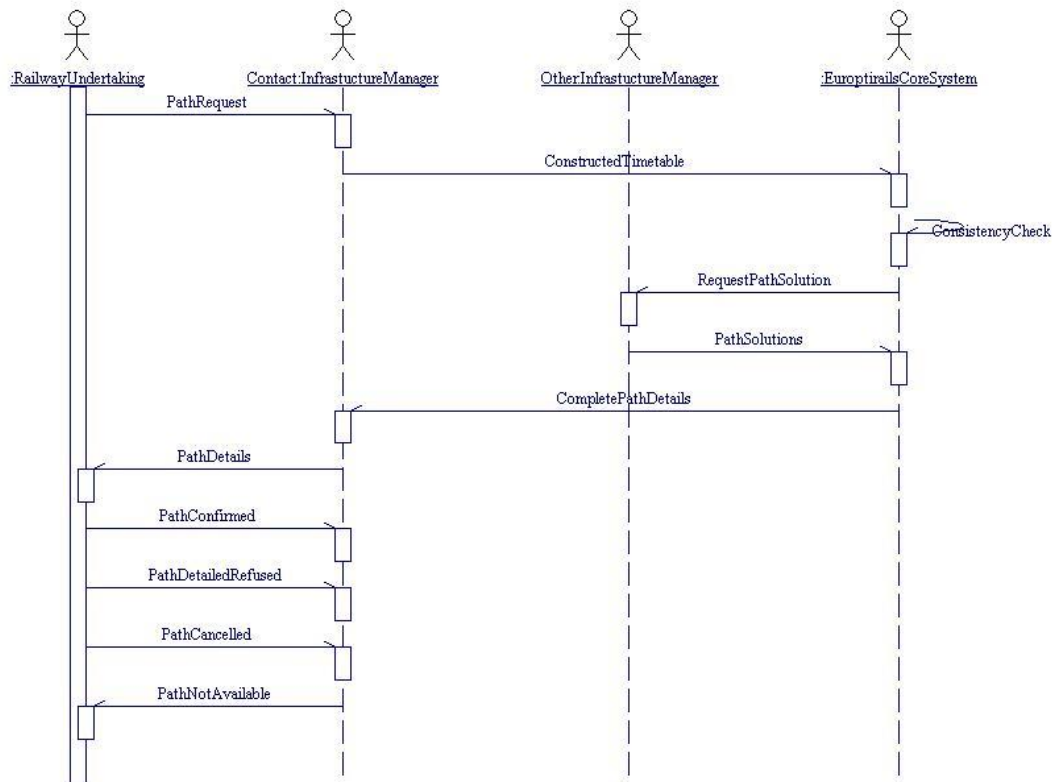 :RailwayUndertaking
Contact:InfrastuctureManager
OtherInfrastuctureManager
:EuroptirailsCoreSystem
PathRequest
ConstructedTimetable
ConsistencyCheck
RequestPathSolution
PathSolutions
CompletePathDetails
PathDetails
PathConfirmed
PathDetailedRefused
PathCancelled
PathNotAvailable